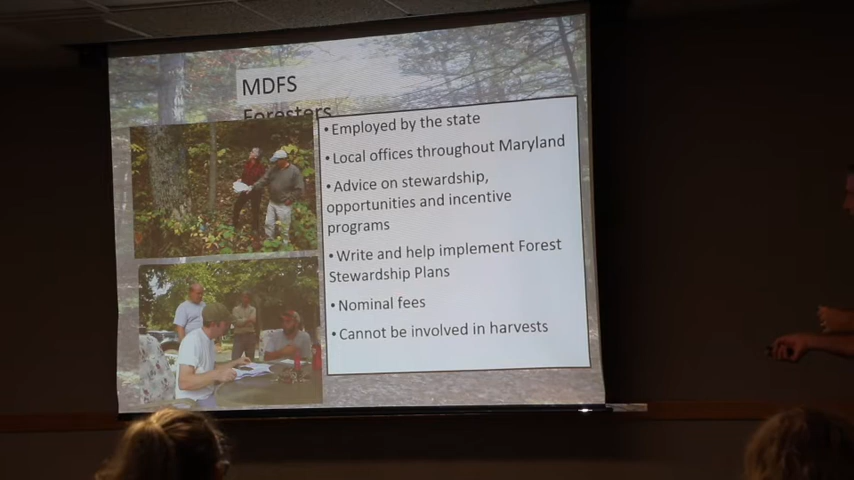 MDFS
Foresters
•Employed by the state
•Local offices throughout Maryland
•Advice on stewardship,
opportunities and incentive
programs
•Write and help implement Forest
Stewardship Plans
•Nominal fees
•Cannot be involved in harvests